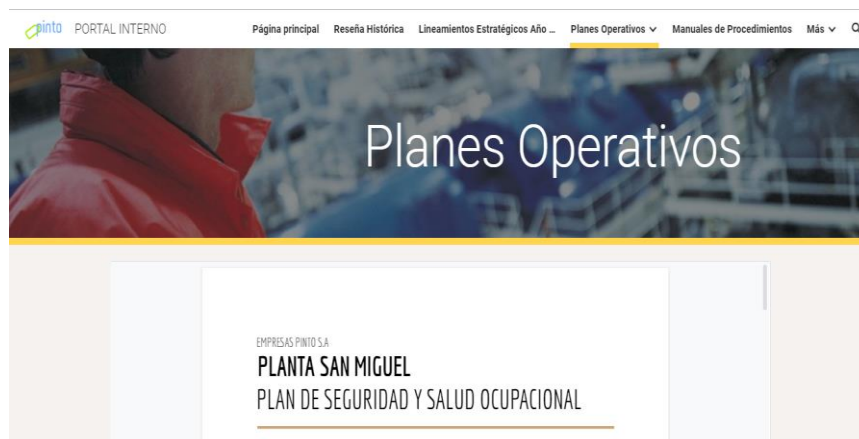 pinto PORTAL INTERNO Página principal Reseña Histórica Lineamientos Estratégicos Año ... Planes Operativos Manuales de Procedimientos Más
Planes Operativos
EMPRESAS PINTO S.A
PLANTA SAN MIGUEL
PLAN DE SEGURIDAD Y SALUD OCUPACIONAL